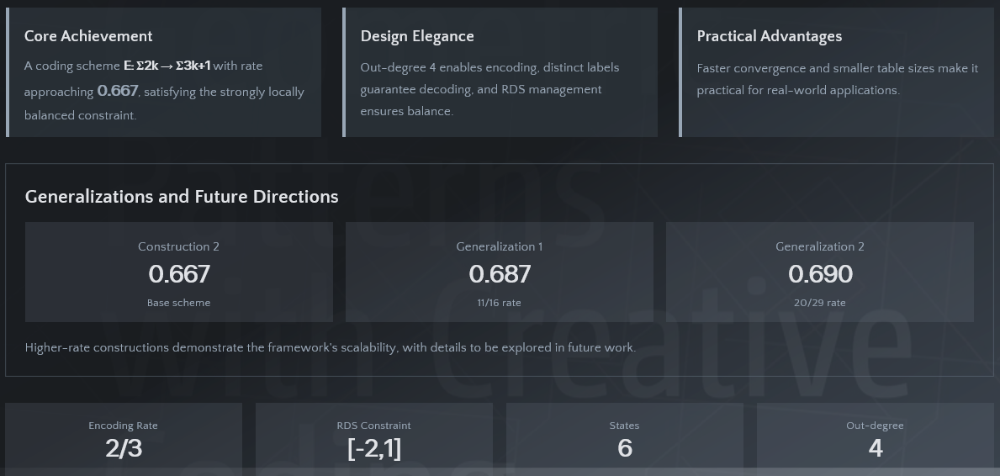 Core Achievement
A coding scheme E: Σ2k → Σ3k+1 with rate
approaching 0.667, satisfying the strongly locally
balanced constraint.
Design Elegance
Out-degree 4 enables encoding, distinct labels
guarantee decoding, and RDS management
ensures balance.
Practical Advantages
Faster convergence and smaller table sizes make it
practical for real-world applications.
Patterns
with Creative
Generalizations and Future Directions
Construction 2
0.667
Base scheme
Generalization 1
0.687
11/16 rate
Generalization 2
0.690
20/29 rate
Higher-rate constructions demonstrate the framework's scalability, with details to be explored in future work.
Encoding Rate
2/3
RDS Constraint
[-2,1]
States
6
Out-degree
4